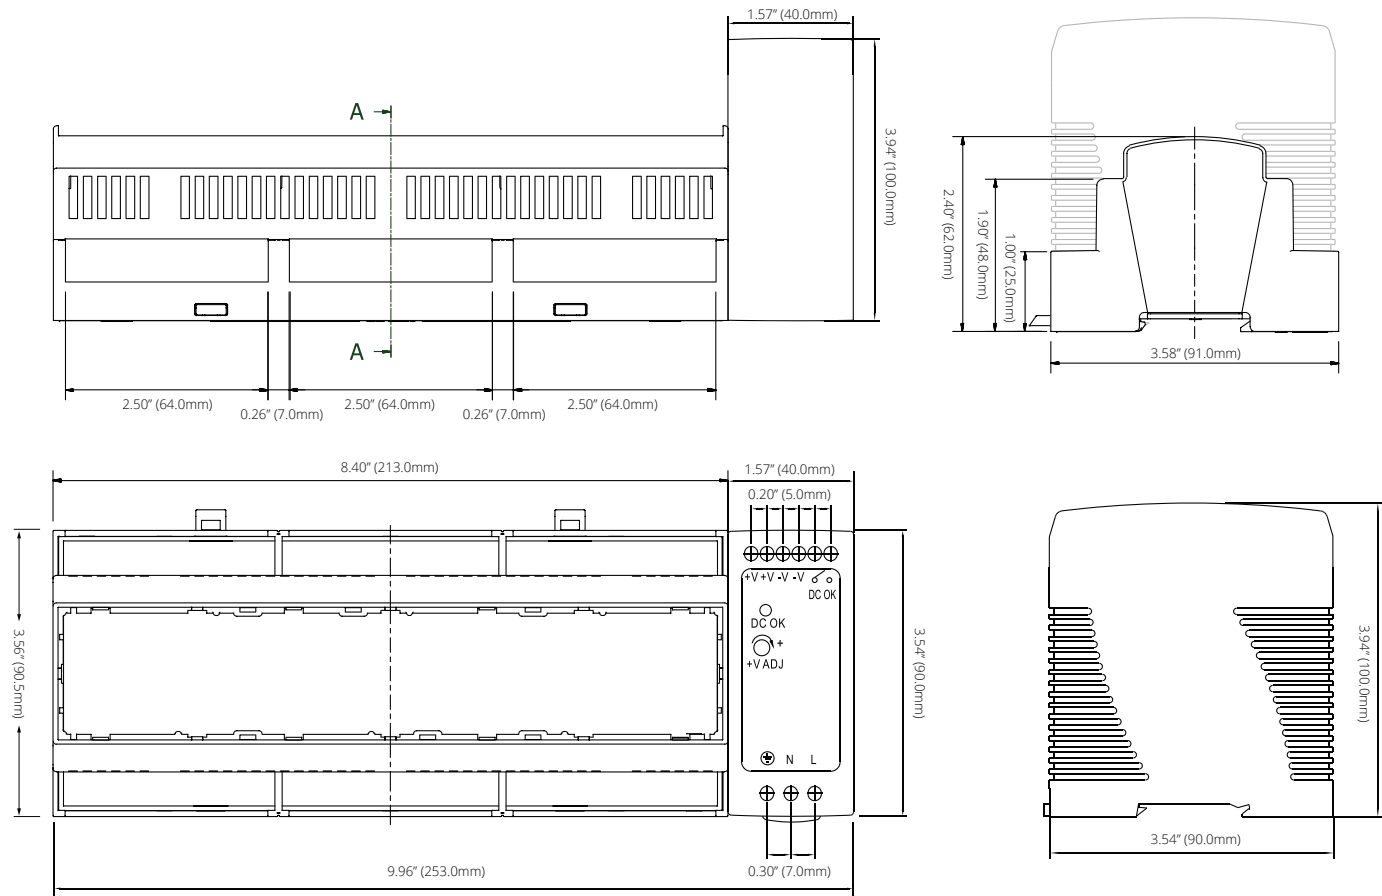 1.57” (40.0mm)
A
3.94” (100.0mm)
2.40” (62.0mm)
1.90” (48.0mm)
1.00” (25.0mm)
A
3.58” (91.0mm)
2.50” (64.0mm)
0.26” (7.0mm)
2.50” (64.0mm)
0.26” (7.0mm)
2.50” (64.0mm)
8.40” (213.0mm)
1.57” (40.0mm)
0.20” (5.0mm)
+V +V -V -V
DC OK
DC OK
+
+V ADJ
3.56” (90.5mm)
3.54” (90.0mm)
3.94” (100.0mm)
N L
3.54” (90.0mm)
9.96” (253.0mm)
0.30” (7.0mm)